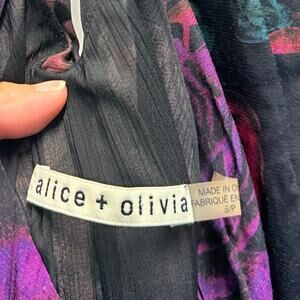 alice + olivia
MADE IN
FABRIQUÉ EN
S/P